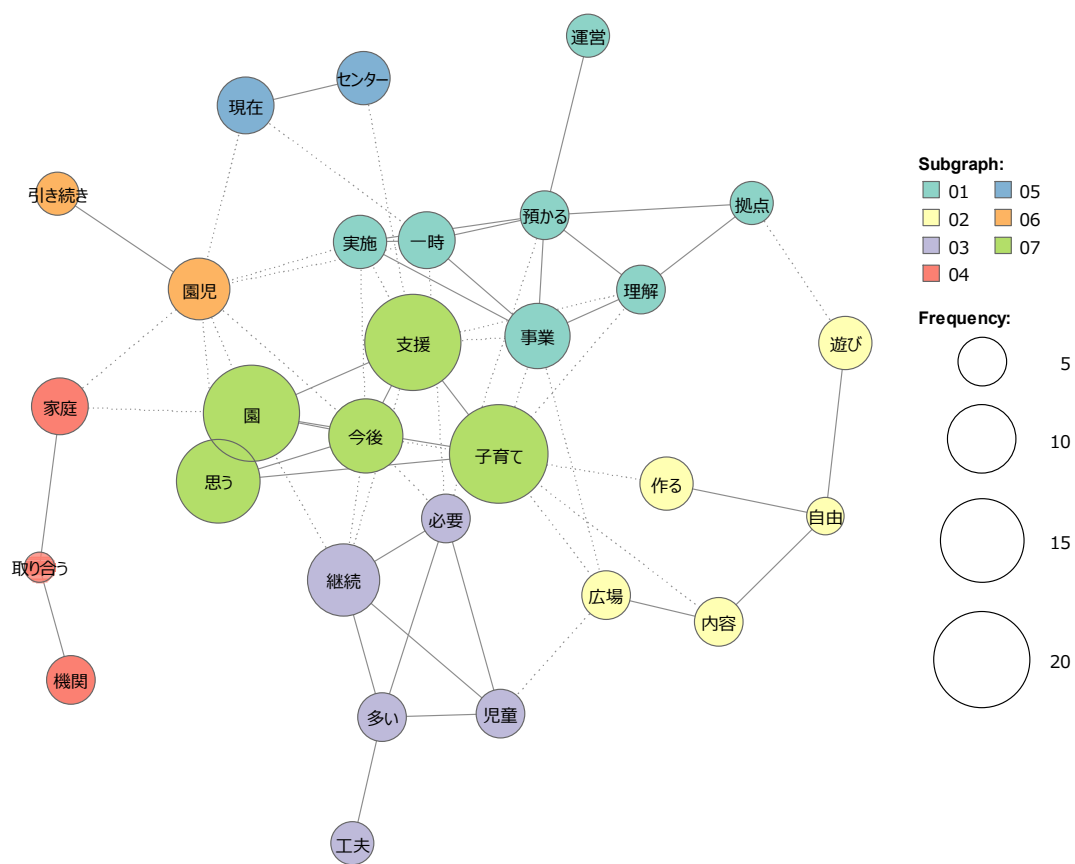 運営
センター
現在
引き続き
預かる
拠点
実施
一時
園児
理解
支援
事業
遊び
家庭
園
今後
子育て
思う
作る
必要
自由
取り合う
継続
広場
内容
機関
多い
児童
工夫
Subgraph:
01 05
02 06
03 07
04
Frequency:
5
10
15
20